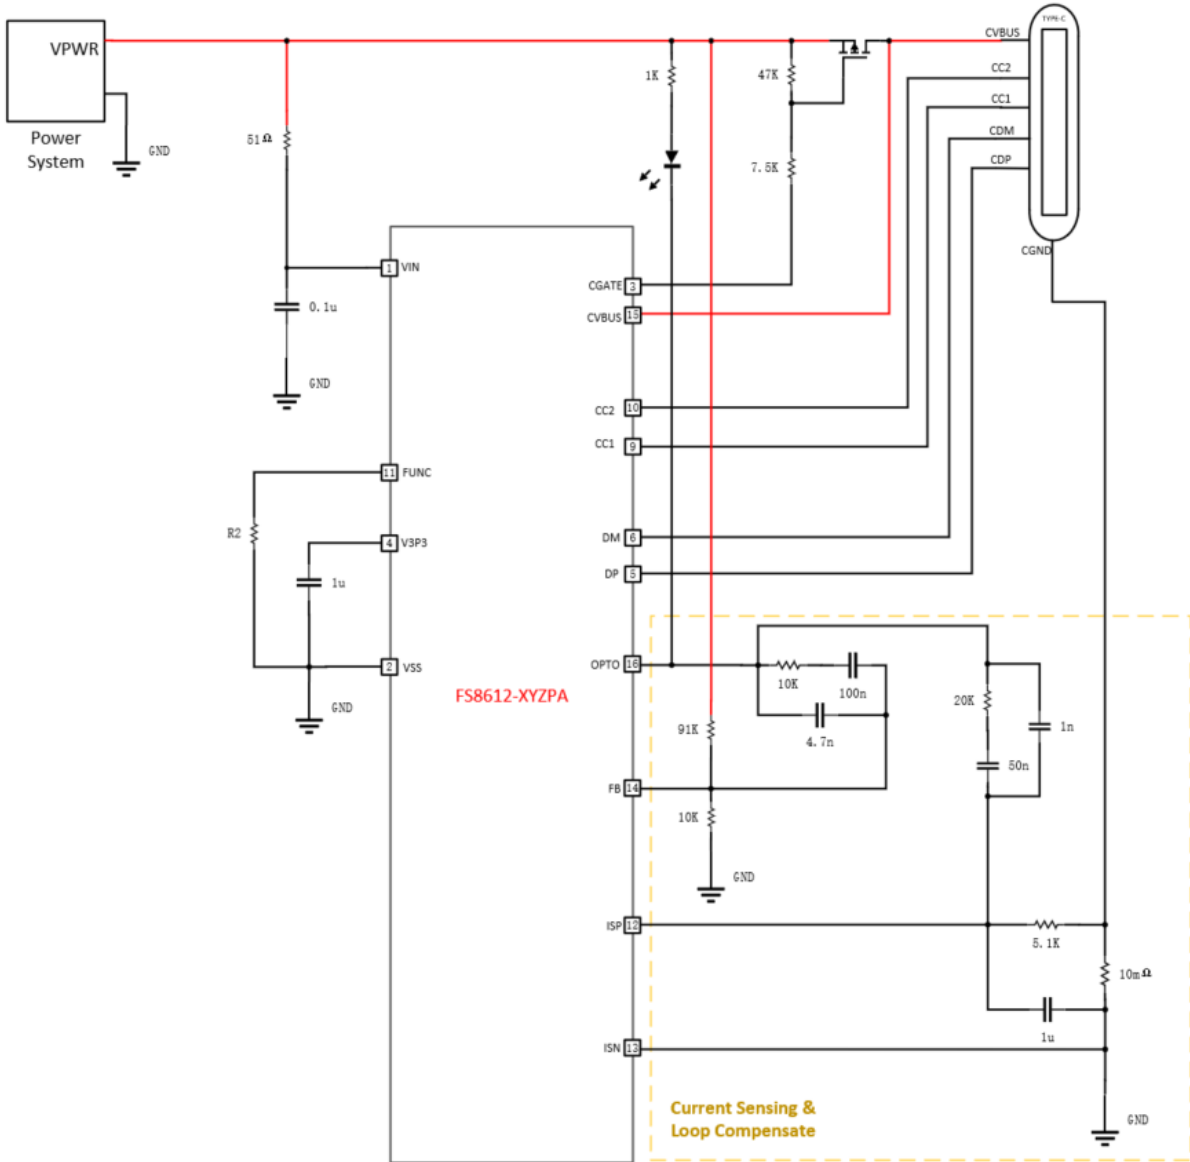 TYPE-C
CVBUS
VPWR
CC2
1K
47K
CC1
CDM
Power
System
GND
51Ω
CDP
7.5K
CGND
1
VIN
CGATE
3
0.1u
CVBUS
15
GND
CC2
10
CC1
9
11
FUNC
R2
4
V3P3
DM
6
DP
5
1u
2
VSS
OPTO
16
FS8612-XYZPA
GND
10K
100n
20K
1n
91K
4.7n
50n
FB
14
10K
GND
ISP
12
5.1K
10mΩ
1u
ISN
13
Current Sensing &
Loop Compensate
GND